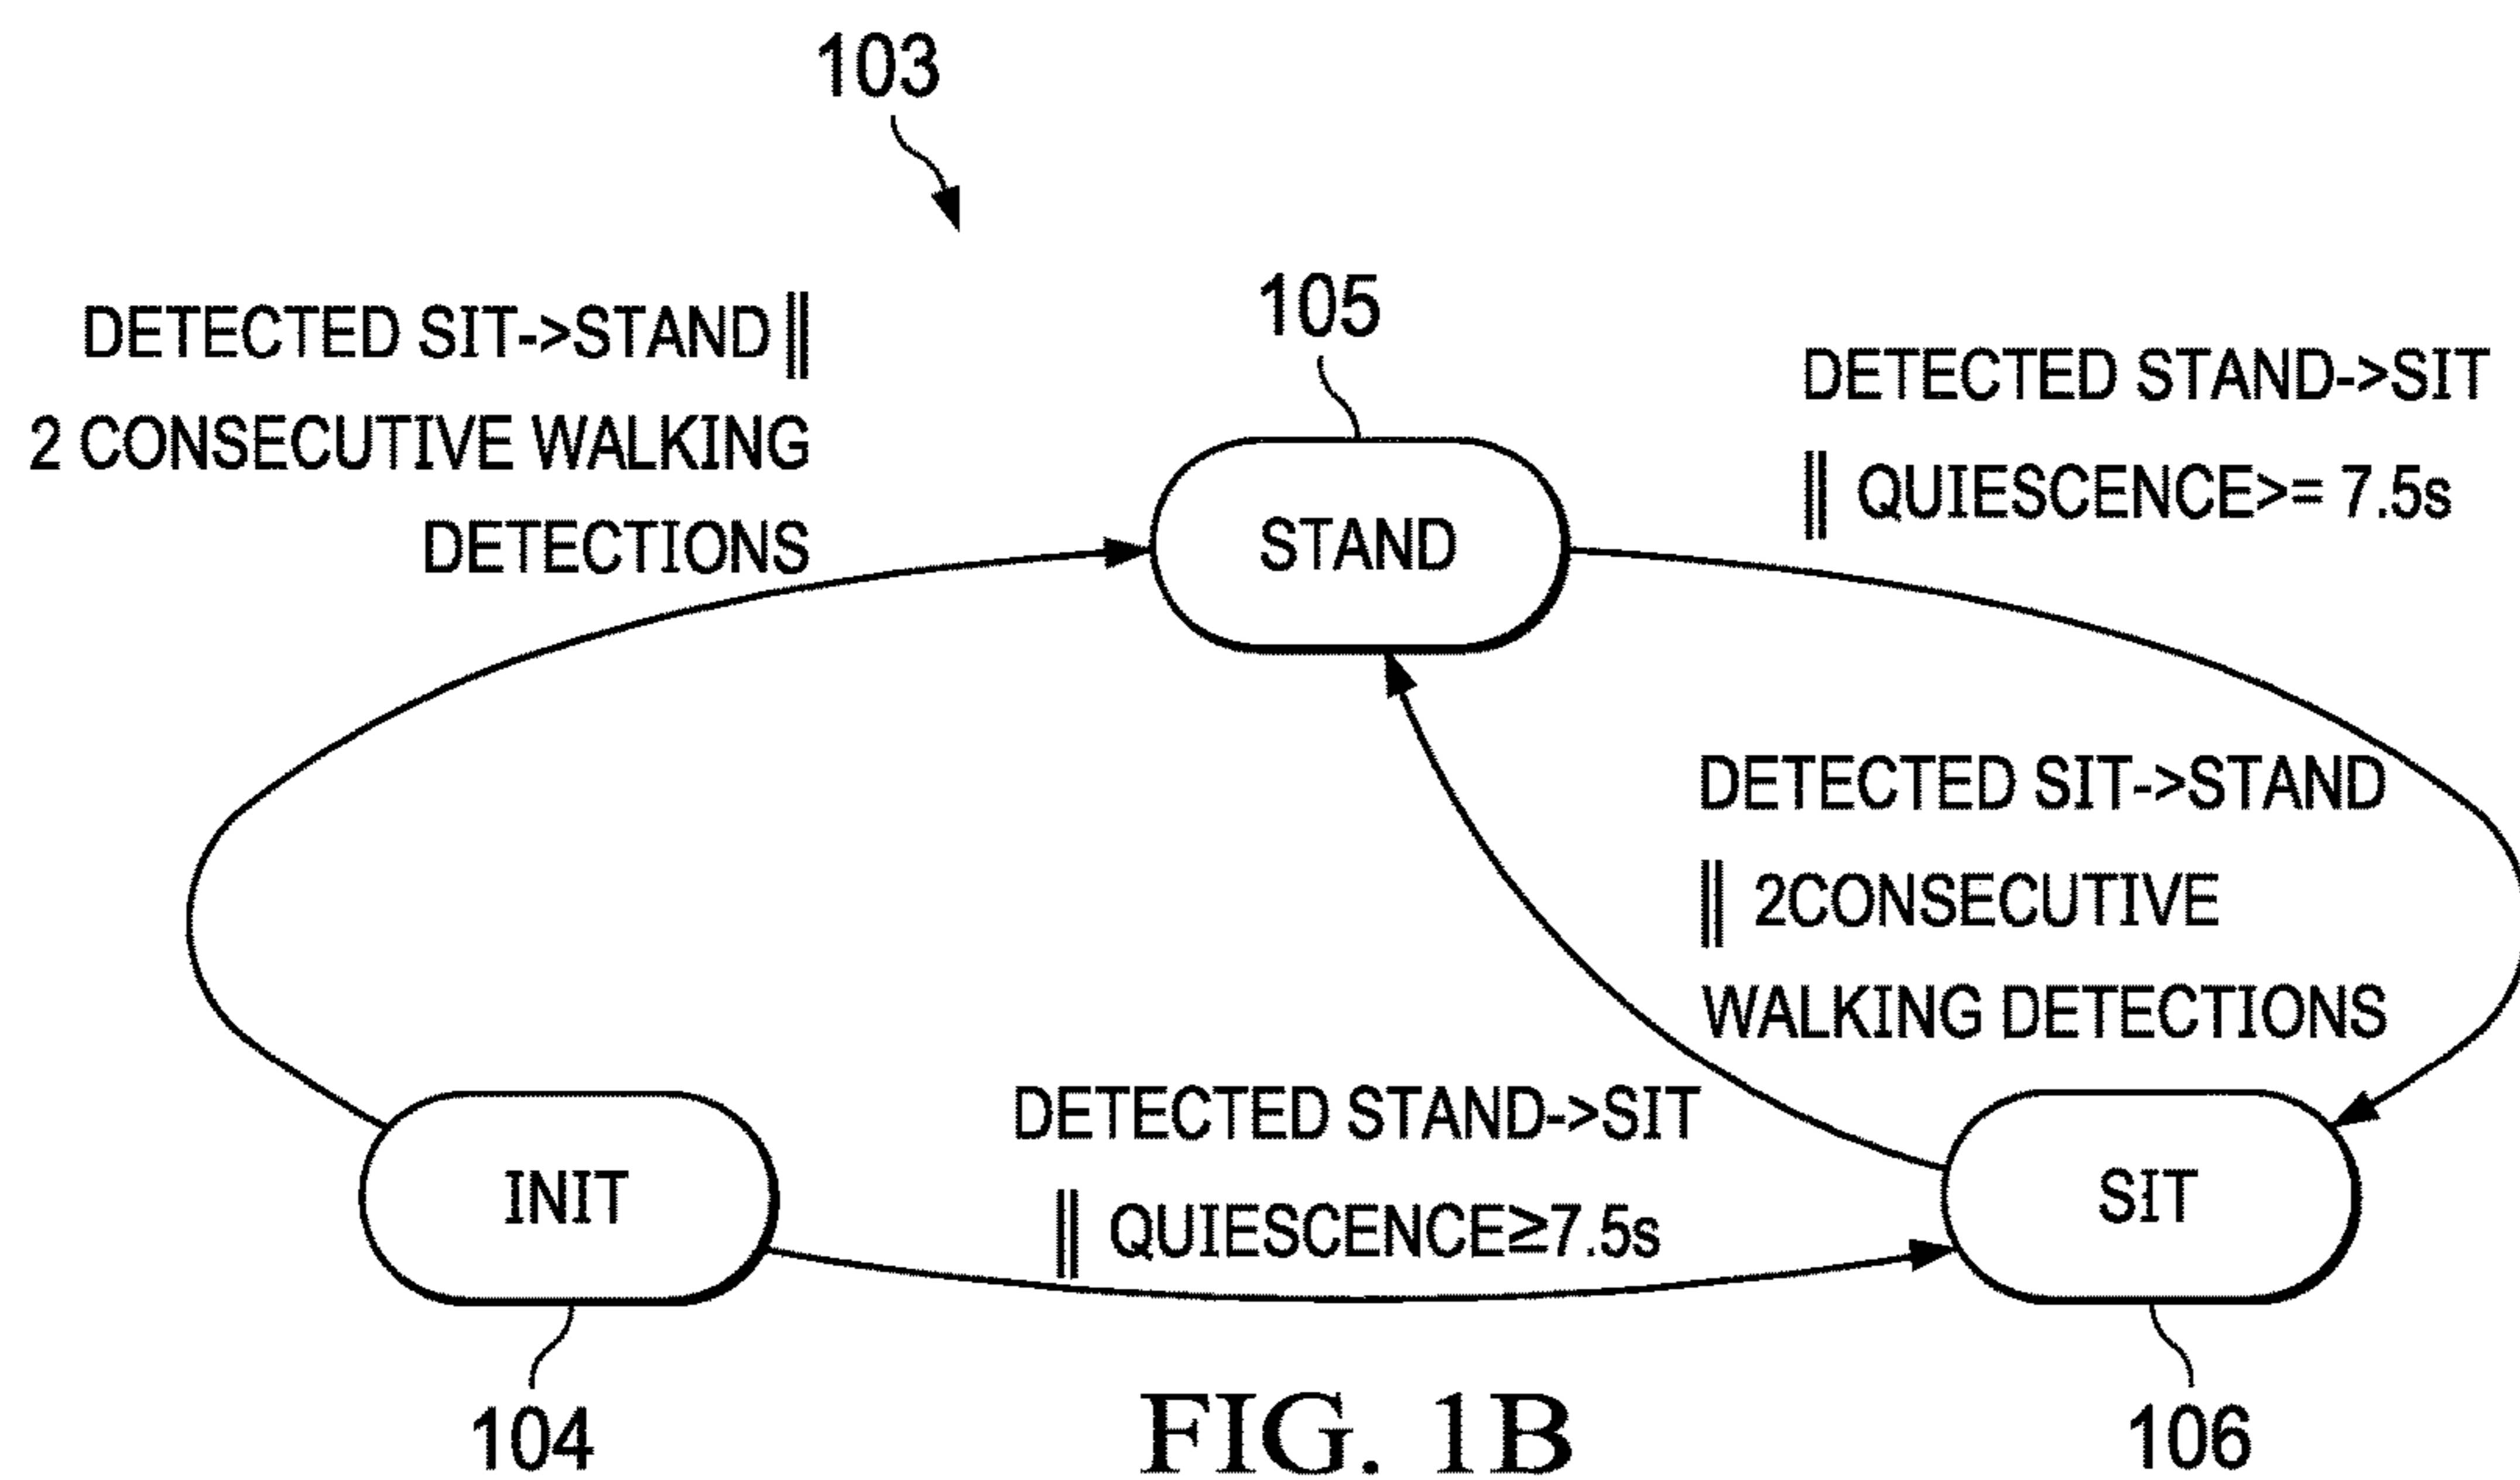 103
DETECTED SIT->STAND ||
2 CONSECUTIVE WALKING
DETECTIONS
105
DETECTED STAND->SIT
|| QUIESCENCE>= 7.5s
STAND
DETECTED SIT->STAND
|| 2CONSECUTIVE
WALKING DETECTIONS
DETECTED STAND->SIT
|| QUIESCENCE≥7.5s
INIT
SIT
104
106
FIG. 1B